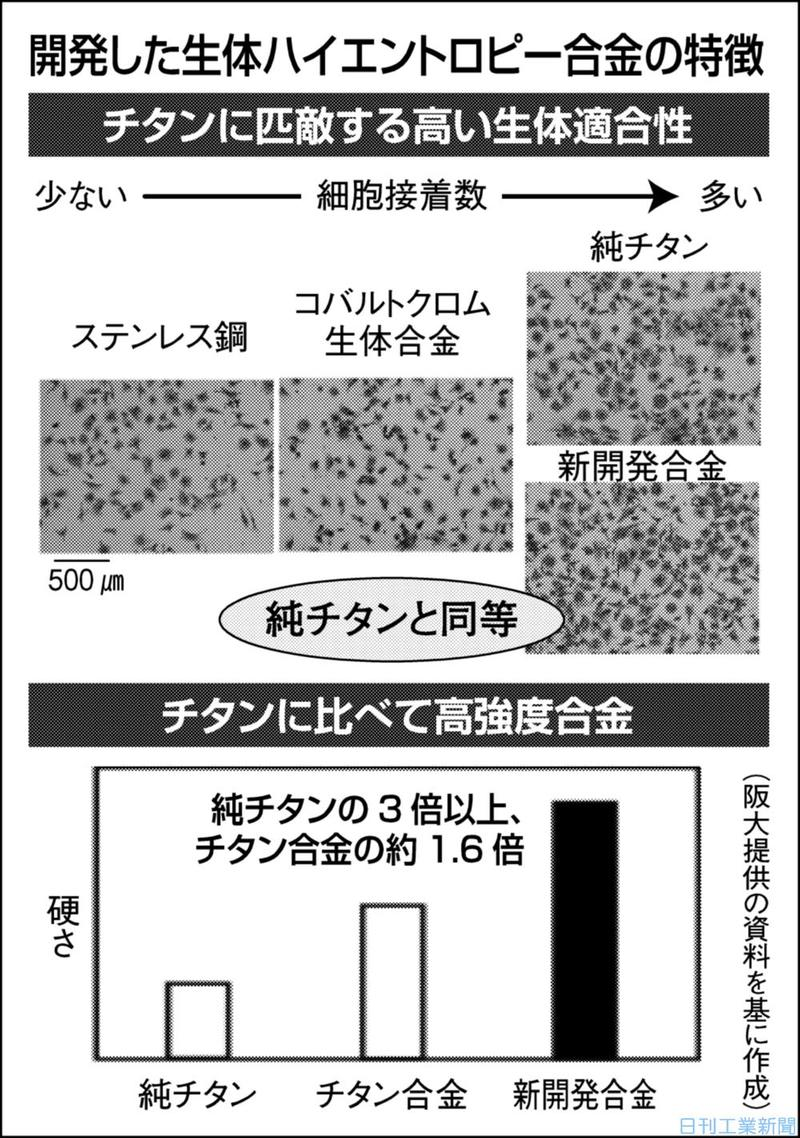 開発した生体ハイエントロピー合金の特徴
チタンに匹敵する高い生体適合性
少ない 細胞接着数 多い
純チタン
コバルトクロム
生体合金
ステンレス鋼
新開発合金
500 μm
純チタンと同等
チタンに比べて高強度合金
純チタンの3倍以上、
チタン合金の約1.6倍
硬さ
純チタン チタン合金 新開発合金
(阪大提供の資料を基に作成)
日刊工業新聞